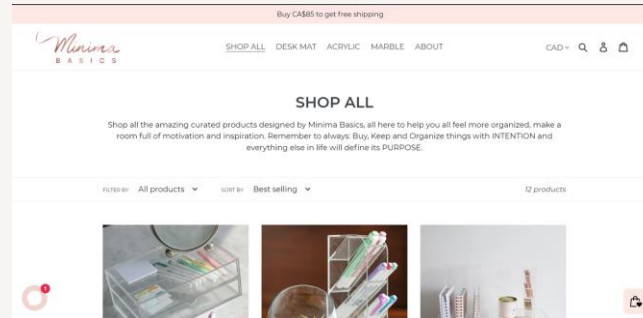 Buy CA$85 to get free shipping
Minima
BASICS
SHOP ALL DESK MAT ACRYLIC MARBLE ABOUT
CAD
SHOP ALL
Shop all the amazing curated products designed by Minima Basics, all here to help you all feel more organized, make a
room full of motivation and inspiration. Remember to always: Buy, Keep and Organize things with INTENTION and
everything else in life will define its PURPOSE.
FILTER BY All products SORT BY Best selling 12 products
1